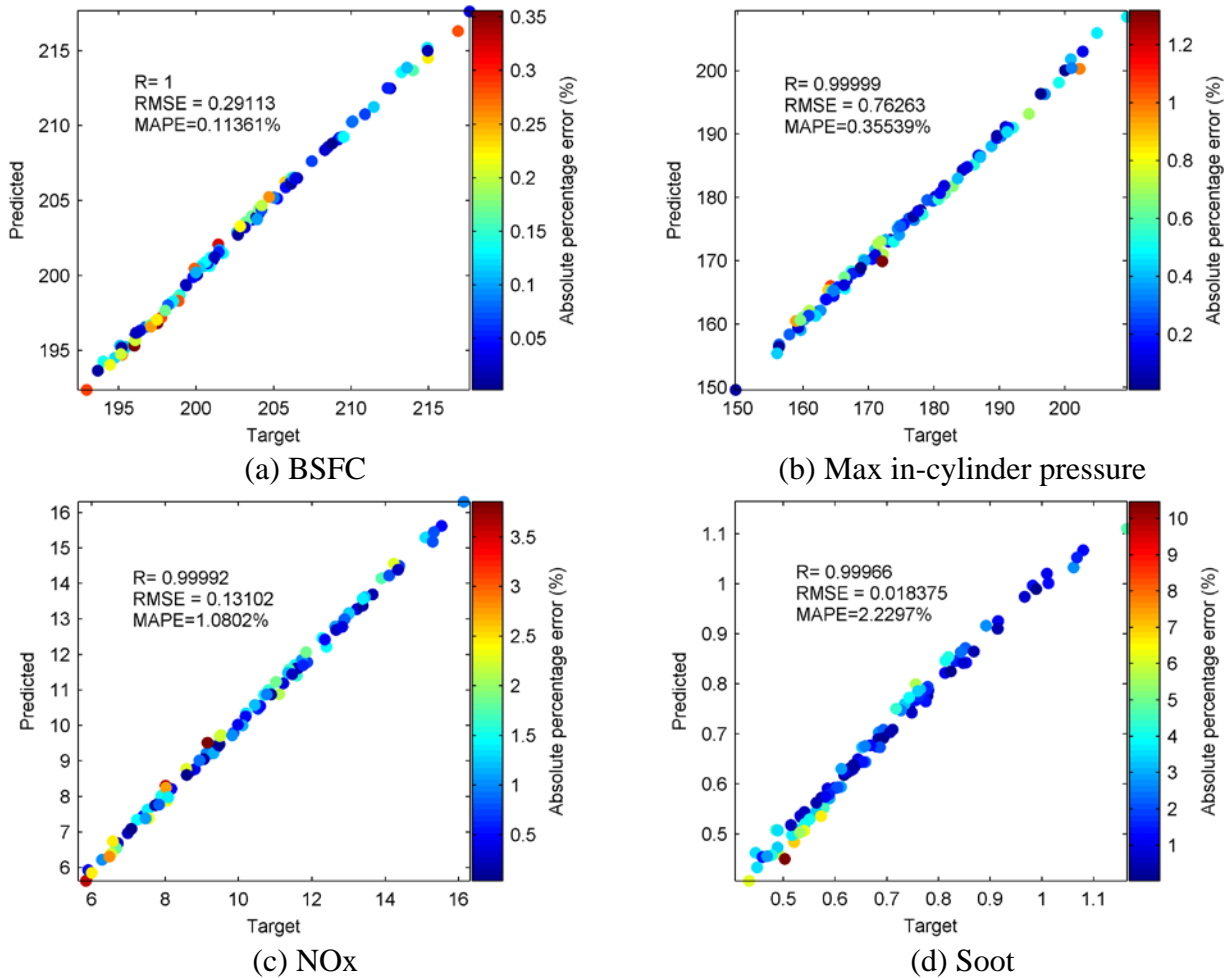 R= 1
RMSE = 0.29113
MAPE=0.11361%
215
210
205
200
195
195 200 205 210 215
Predicted
Target
0.35
0.3
0.25
0.2
0.15
0.1
0.05
Absolute percentage error (%)
(a) BSFC
R= 0.99999
RMSE = 0.76263
MAPE=0.35539%
200
190
180
170
160
150
150 160 170 180 190 200
Predicted
Target
1.2
1
0.8
0.6
0.4
0.2
Absolute percentage error (%)
(b) Max in-cylinder pressure
R= 0.99992
RMSE = 0.13102
MAPE=1.0802%
16
15
14
13
12
11
10
9
8
7
6
6 8 10 12 14 16
Predicted
Target
3.5
3
2.5
2
1.5
1
0.5
Absolute percentage error (%)
(c) NOx
R= 0.99966
RMSE = 0.018375
MAPE=2.2297%
1.1
1
0.9
0.8
0.7
0.6
0.5
0.5 0.6 0.7 0.8 0.9 1 1.1
Predicted
Target
10
9
8
7
6
5
4
3
2
1
Absolute percentage error (%)
(d) Soot